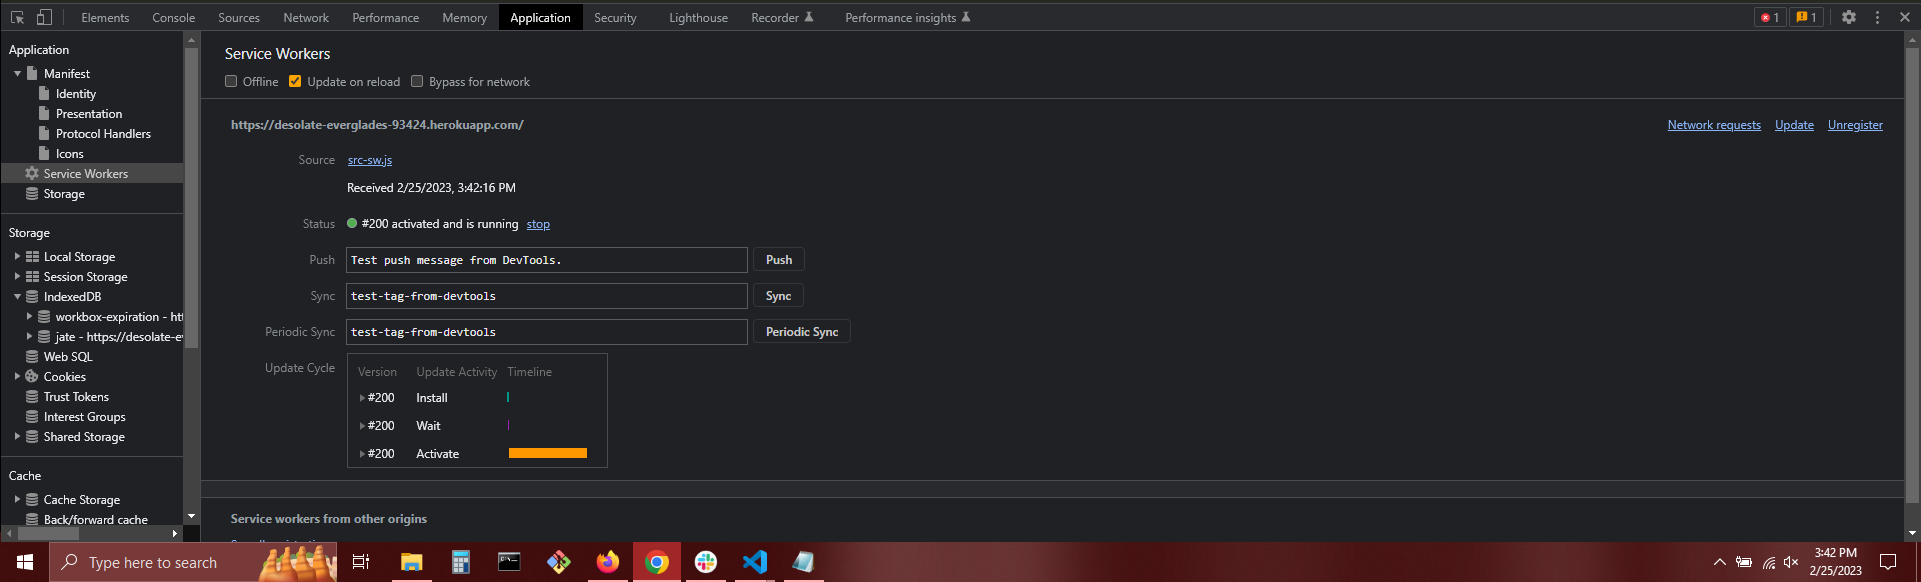 Elements Console Sources Network Performance Memory Application Security Lighthouse Recorder Performance insights 1 1
Application
Manifest
Identity
Presentation
Protocol Handlers
Icons
Service Workers
Storage
Storage
Local Storage
Session Storage
IndexedDB
workbox-expiration - htt
jate - https://desolate-e
Web SQL
Cookies
Trust Tokens
Interest Groups
Shared Storage
Cache
Cache Storage
Back/forward cache
Service Workers
Offline Update on reload Bypass for network
https://desolate-everglades-93424.herokuapp.com/ Network requests Update Unregister
Source src-sw.js
Received 2/25/2023, 3:42:16 PM
Status #200 activated and is running stop
Push Test push message from DevTools. Push
Sync test-tag-from-devtools Sync
Periodic Sync test-tag-from-devtools Periodic Sync
Update Cycle Version Update Activity Timeline
#200 Install
#200 Wait
#200 Activate
Service workers from other origins
Type here to search
3:42 PM
2/25/2023